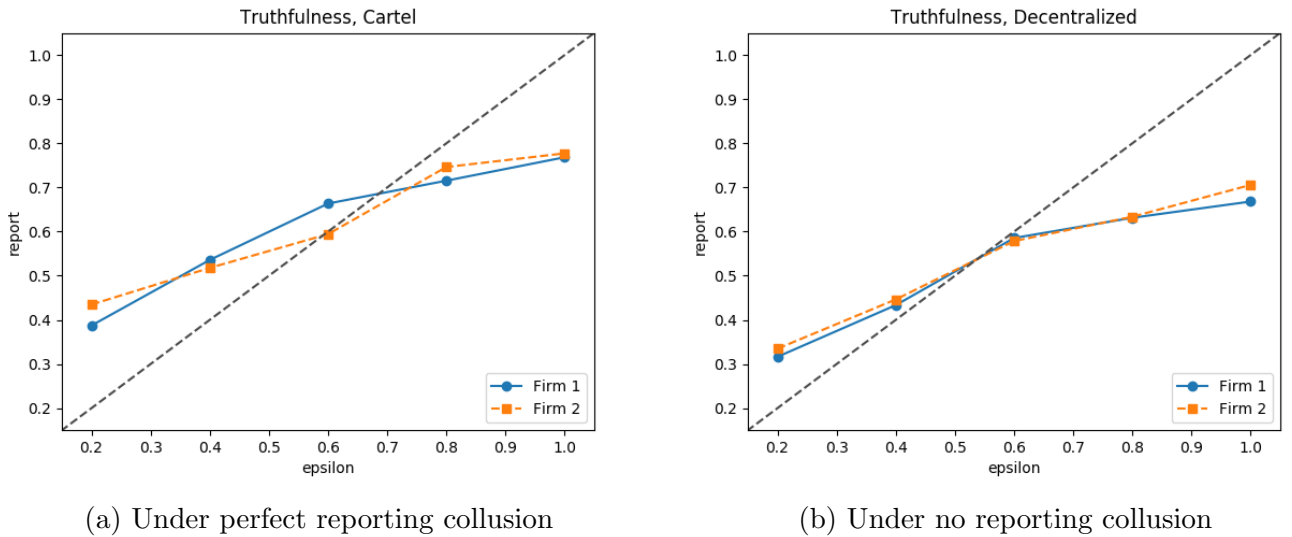 Truthfulness, Cartel
1.0
0.9
0.8
0.7
0.6
0.5
0.4
0.3
0.2
report
0.2 0.3 0.4 0.5 0.6 0.7 0.8 0.9 1.0
epsilon
Firm 1
Firm 2
(a) Under perfect reporting collusion
Truthfulness, Decentralized
1.0
0.9
0.8
0.7
0.6
0.5
0.4
0.3
0.2
report
0.2 0.3 0.4 0.5 0.6 0.7 0.8 0.9 1.0
epsilon
Firm 1
Firm 2
(b) Under no reporting collusion